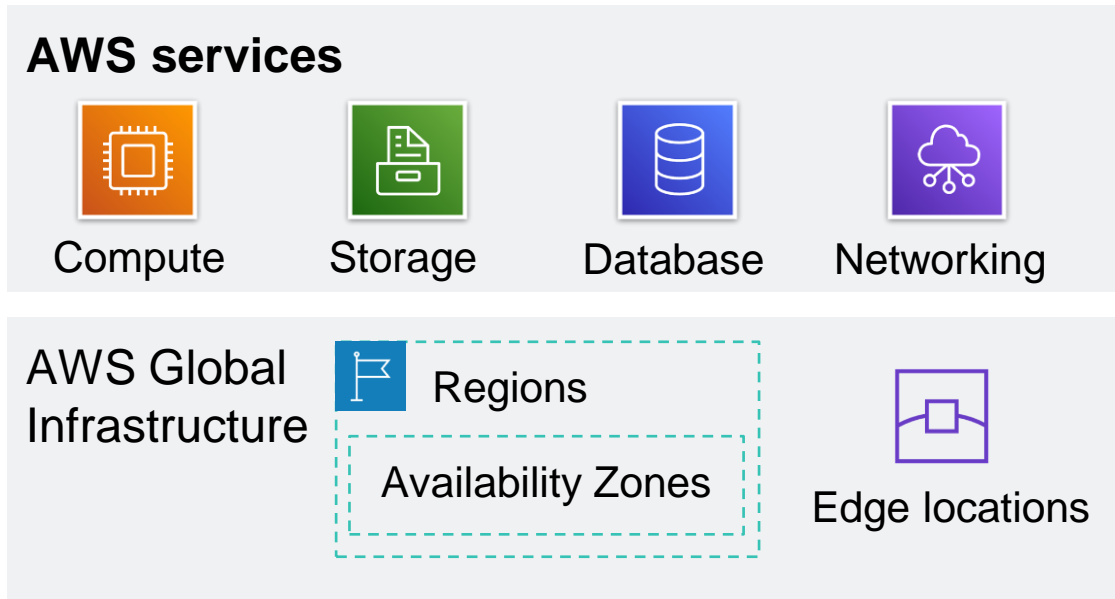 AWS services
Compute
Storage
Database
Networking
AWS Global
Infrastructure
Regions
Availability Zones
Edge locations